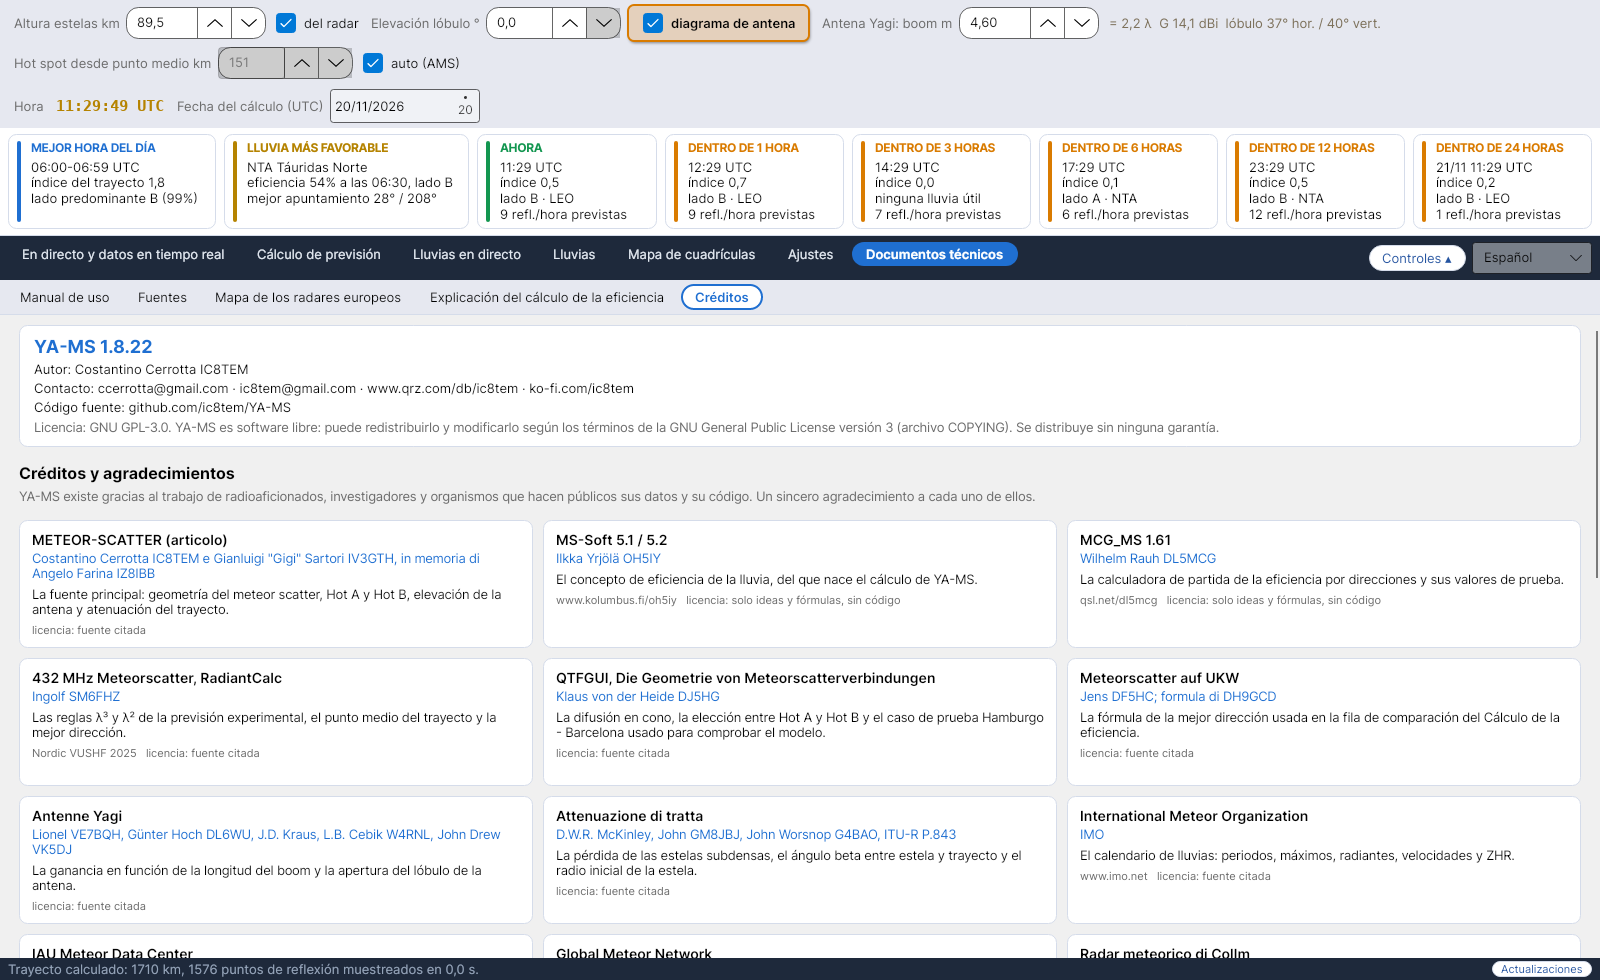 Altura estelas km 89,5 del radar Elevación lóbulo ° 0,0 diagrama de antena Antena Yagi: boom m 4,60 = 2,2 λ G 14,1 dBi lóbulo 37° hor. / 40° vert.
Hot spot desde punto medio km 151 auto (AMS)
Hora 11:29:49 UTC Fecha del cálculo (UTC) 20/11/2026 20
MEJOR HORA DEL DÍA
06:00-06:59 UTC
índice del trayecto 1,8
lado predominante B (99%)
LLUVIA MÁS FAVORABLE
NTA Táuridas Norte
eficiencia 54% a las 06:30, lado B
mejor apuntamiento 28° / 208°
AHORA
11:29 UTC
índice 0,5
lado B · LEO
9 refl./hora previstas
DENTRO DE 1 HORA
12:29 UTC
índice 0,7
lado B · LEO
9 refl./hora previstas
DENTRO DE 3 HORAS
14:29 UTC
índice 0,0
ninguna lluvia útil
7 refl./hora previstas
DENTRO DE 6 HORAS
17:29 UTC
índice 0,1
lado A · NTA
6 refl./hora previstas
DENTRO DE 12 HORAS
23:29 UTC
índice 0,5
lado B · NTA
12 refl./hora previstas
DENTRO DE 24 HORAS
21/11 11:29 UTC
índice 0,2
lado B · LEO
1 refl./hora previstas
En directo y datos en tiempo real Cálculo de previsión Lluvias en directo Lluvias Mapa de cuadrículas Ajustes Documentos técnicos Controles ▴ Español
Manual de uso Fuentes Mapa de los radares europeos Explicación del cálculo de la eficiencia Créditos
YA-MS 1.8.22
Autor: Costantino Cerrotta IC8TEM
Contacto: ccerrotta@gmail.com · ic8tem@gmail.com · www.qrz.com/db/ic8tem · ko-fi.com/ic8tem
Código fuente: github.com/ic8tem/YA-MS
Licencia: GNU GPL-3.0. YA-MS es software libre: puede redistribuirlo y modificarlo según los términos de la GNU General Public License versión 3 (archivo COPYING). Se distribuye sin ninguna garantía.
Créditos y agradecimientos
YA-MS existe gracias al trabajo de radioaficionados, investigadores y organismos que hacen públicos sus datos y su código. Un sincero agradecimiento a cada uno de ellos.
METEOR-SCATTER (articolo)
Costantino Cerrotta IC8TEM e Gianluigi "Gigi" Sartori IV3GTH, in memoria di
Angelo Farina IZ8IBB
La fuente principal: geometría del meteor scatter, Hot A y Hot B, elevación de la
antena y atenuación del trayecto.
licencia: fuente citada
MS-Soft 5.1 / 5.2
Ilkka Yrjölä OH5IY
El concepto de eficiencia de la lluvia, del que nace el cálculo de YA-MS.
www.kolumbus.fi/oh5iy licencia: solo ideas y fórmulas, sin código
MCG_MS 1.61
Wilhelm Rauh DL5MCG
La calculadora de partida de la eficiencia por direcciones y sus valores de prueba.
qsl.net/dl5mcg licencia: solo ideas y fórmulas, sin código
432 MHz Meteorscatter, RadiantCalc
Ingolf SM6FHZ
Las reglas λ³ y λ² de la previsión experimental, el punto medio del trayecto y la
mejor dirección.
Nordic VUSHF 2025 licencia: fuente citada
QTFGUI, Die Geometrie von Meteorscatterverbindungen
Klaus von der Heide DJ5HG
La difusión en cono, la elección entre Hot A y Hot B y el caso de prueba Hamburgo
- Barcelona usado para comprobar el modelo.
licencia: fuente citada
Meteorscatter auf UKW
Jens DF5HC; formula di DH9GCD
La fórmula de la mejor dirección usada en la fila de comparación del Cálculo de la
eficiencia.
licencia: fuente citada
Antenne Yagi
Lionel VE7BQH, Günter Hoch DL6WU, J.D. Kraus, L.B. Cebik W4RNL, John Drew
VK5DJ
La ganancia en función de la longitud del boom y la apertura del lóbulo de la
antena.
licencia: fuente citada
Attenuazione di tratta
D.W.R. McKinley, John GM8JBJ, John Worsnop G4BAO, ITU-R P.843
La pérdida de las estelas subdensas, el ángulo beta entre estela y trayecto y el
radio inicial de la estela.
licencia: fuente citada
International Meteor Organization
IMO
El calendario de lluvias: periodos, máximos, radiantes, velocidades y ZHR.
www.imo.net licencia: fuente citada
IAU Meteor Data Center Global Meteor Network Radar meteorico di Collm
Trayecto calculado: 1710 km, 1576 puntos de reflexión muestreados en 0,0 s. Actualizaciones